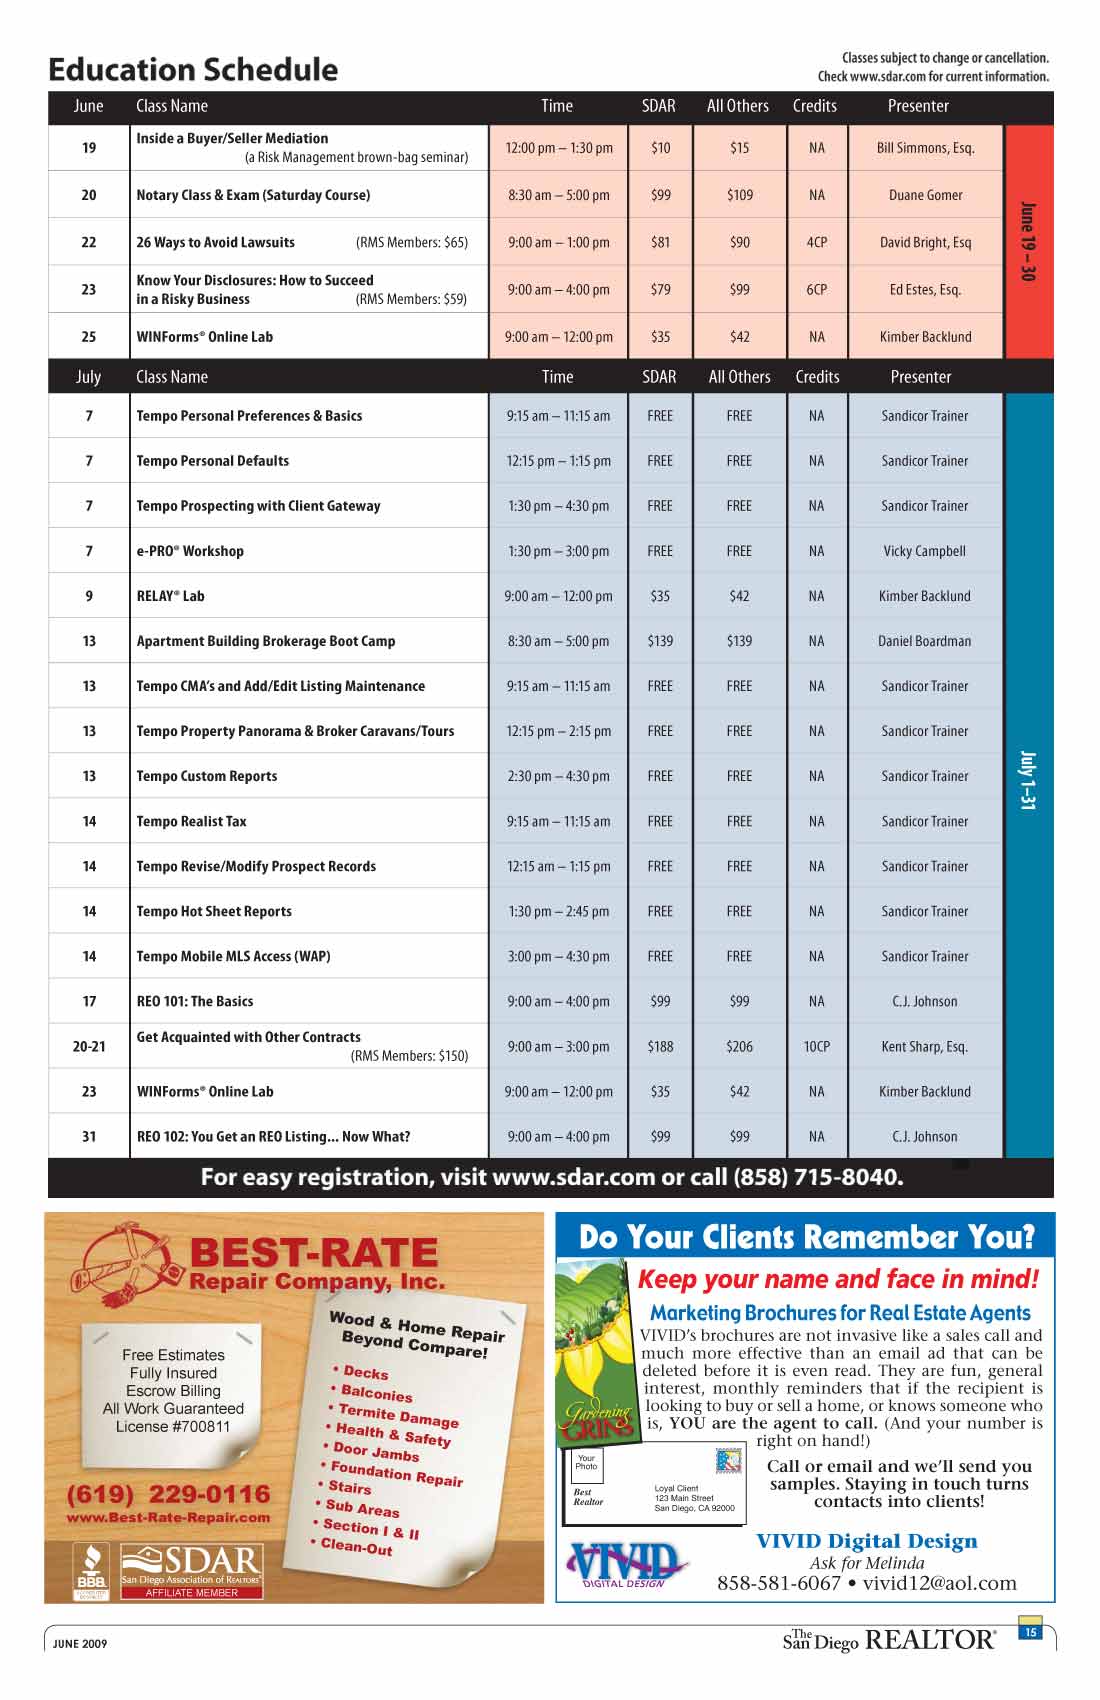 Education Schedule
Classes subject to change or cancellation.
Check www.sdar.com for current information.
June Class Name Time SDAR All Others Credits Presenter
19 Inside a Buyer/Seller Mediation (a Risk Management brown-bag seminar) 12:00 pm – 1:30 pm $10 $15 NA Bill Simmons, Esq.
20 Notary Class & Exam (Saturday Course) 8:30 am – 5:00 pm $99 $109 NA Duane Gomer
22 26 Ways to Avoid Lawsuits (RMS Members: $65) 9:00 am – 1:00 pm $81 $90 4CP David Bright, Esq
23 Know Your Disclosures: How to Succeed in a Risky Business (RMS Members: $59) 9:00 am – 4:00 pm $79 $99 6CP Ed Estes, Esq.
25 WINForms® Online Lab 9:00 am – 12:00 pm $35 $42 NA Kimber Backlund
June 19 – 30
July Class Name Time SDAR All Others Credits Presenter
7 Tempo Personal Preferences & Basics 9:15 am – 11:15 am FREE FREE NA Sandicor Trainer
7 Tempo Personal Defaults 12:15 pm – 1:15 pm FREE FREE NA Sandicor Trainer
7 Tempo Prospecting with Client Gateway 1:30 pm – 4:30 pm FREE FREE NA Sandicor Trainer
7 e-PRO® Workshop 1:30 pm – 3:00 pm FREE FREE NA Vicky Campbell
9 RELAY® Lab 9:00 am – 12:00 pm $35 $42 NA Kimber Backlund
13 Apartment Building Brokerage Boot Camp 8:30 am – 5:00 pm $139 $139 NA Daniel Boardman
13 Tempo CMA's and Add/Edit Listing Maintenance 9:15 am – 11:15 am FREE FREE NA Sandicor Trainer
13 Tempo Property Panorama & Broker Caravans/Tours 12:15 pm – 2:15 pm FREE FREE NA Sandicor Trainer
13 Tempo Custom Reports 2:30 pm – 4:30 pm FREE FREE NA Sandicor Trainer
14 Tempo Realist Tax 9:15 am – 11:15 am FREE FREE NA Sandicor Trainer
14 Tempo Revise/Modify Prospect Records 12:15 am – 1:15 pm FREE FREE NA Sandicor Trainer
14 Tempo Hot Sheet Reports 1:30 pm – 2:45 pm FREE FREE NA Sandicor Trainer
14 Tempo Mobile MLS Access (WAP) 3:00 pm – 4:30 pm FREE FREE NA Sandicor Trainer
17 REO 101: The Basics 9:00 am – 4:00 pm $99 $99 NA C.J. Johnson
20-21 Get Acquainted with Other Contracts (RMS Members: $150) 9:00 am – 3:00 pm $188 $206 10CP Kent Sharp, Esq.
23 WINForms® Online Lab 9:00 am – 12:00 pm $35 $42 NA Kimber Backlund
31 REO 102: You Get an REO Listing... Now What? 9:00 am – 4:00 pm $99 $99 NA C.J. Johnson
July 1–31
For easy registration, visit www.sdar.com or call (858) 715-8040.
BEST-RATE
Repair Company, Inc.
Free Estimates
Fully Insured
Escrow Billing
All Work Guaranteed
License #700811
(619) 229-0116
www.Best-Rate-Repair.com
BBB
SDAR
San Diego Association of REALTORS®
AFFILIATE MEMBER
Wood & Home Repair
Beyond Compare!
• Decks
• Balconies
• Termite Damage
• Health & Safety
• Door Jambs
• Foundation Repair
• Stairs
• Sub Areas
• Section I & II
• Clean-Out
Do Your Clients Remember You?
Keep your name and face in mind!
Marketing Brochures for Real Estate Agents
VIVID's brochures are not invasive like a sales call and
much more effective than an email ad that can be
deleted before it is even read. They are fun, general
interest, monthly reminders that if the recipient is
looking to buy or sell a home, or knows someone who
is, YOU are the agent to call. (And your number is
right on hand!)
Gardening
GRINS
Your
Photo
Best
Realtor
Loyal Client
123 Main Street
San Diego, CA 92000
Call or email and we'll send you
samples. Staying in touch turns
contacts into clients!
VIVID
DIGITAL DESIGN
VIVID Digital Design
Ask for Melinda
858-581-6067 • vivid12@aol.com
JUNE 2009
The San Diego REALTOR®
15